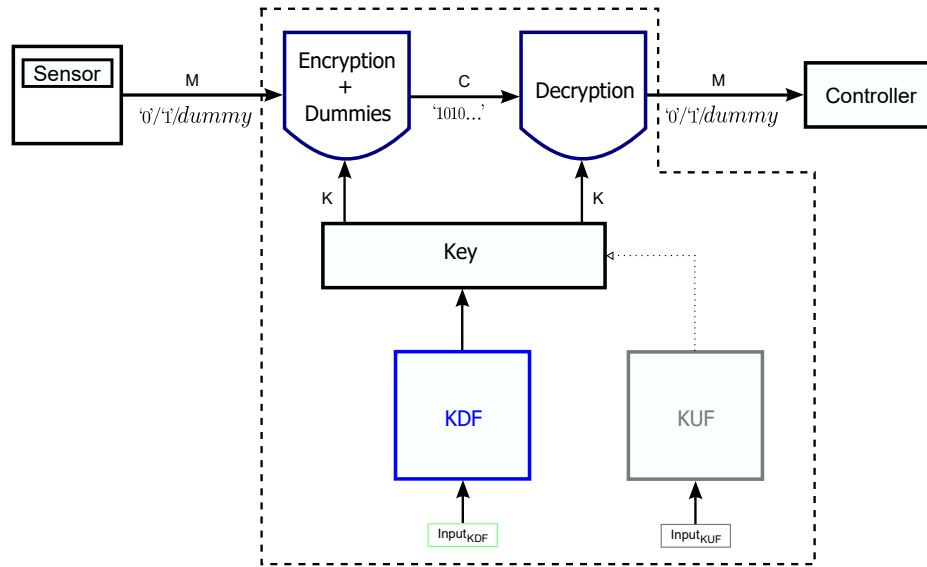 Sensor
M
'0'/'1'/dummy
Encryption
+
Dummies
C
'1010...'
Decryption
M
'0'/'1'/dummy
Controller
K
K
Key
KDF
KUF
Input_KDF
Input_KUF